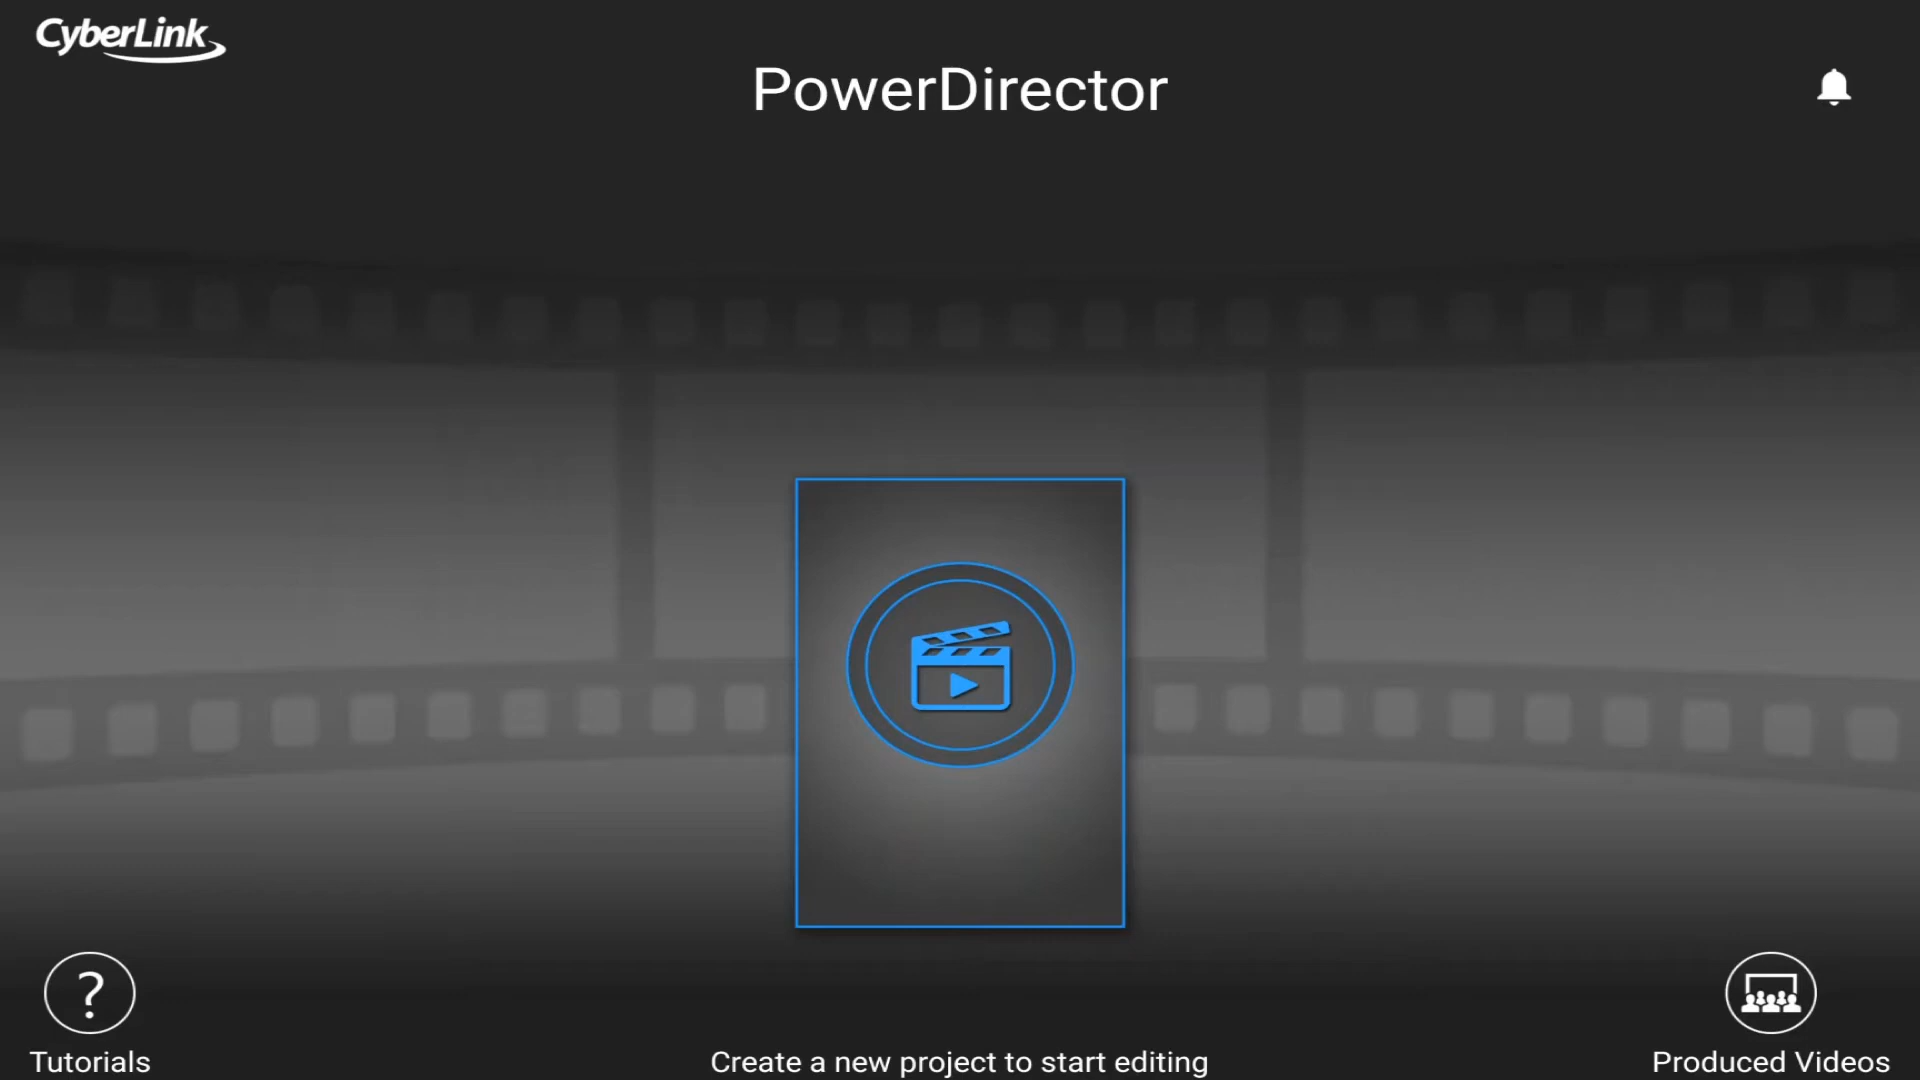 CyberLink
PowerDirector
?
Tutorials
Create a new project to start editing
Produced Videos